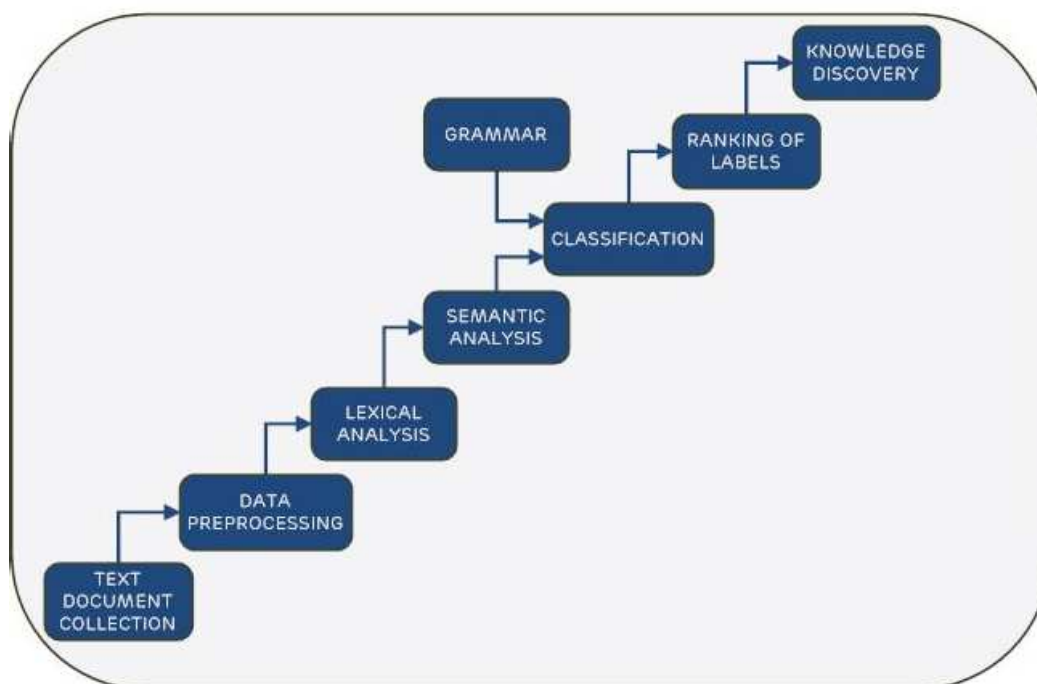 KNOWLEDGE
DISCOVERY
GRAMMAR
RANKING OF
LABELS
CLASSIFICATION
SEMANTIC
ANALYSIS
LEXICAL
ANALYSIS
DATA
PREPROCESSING
TEXT
DOCUMENT
COLLECTION